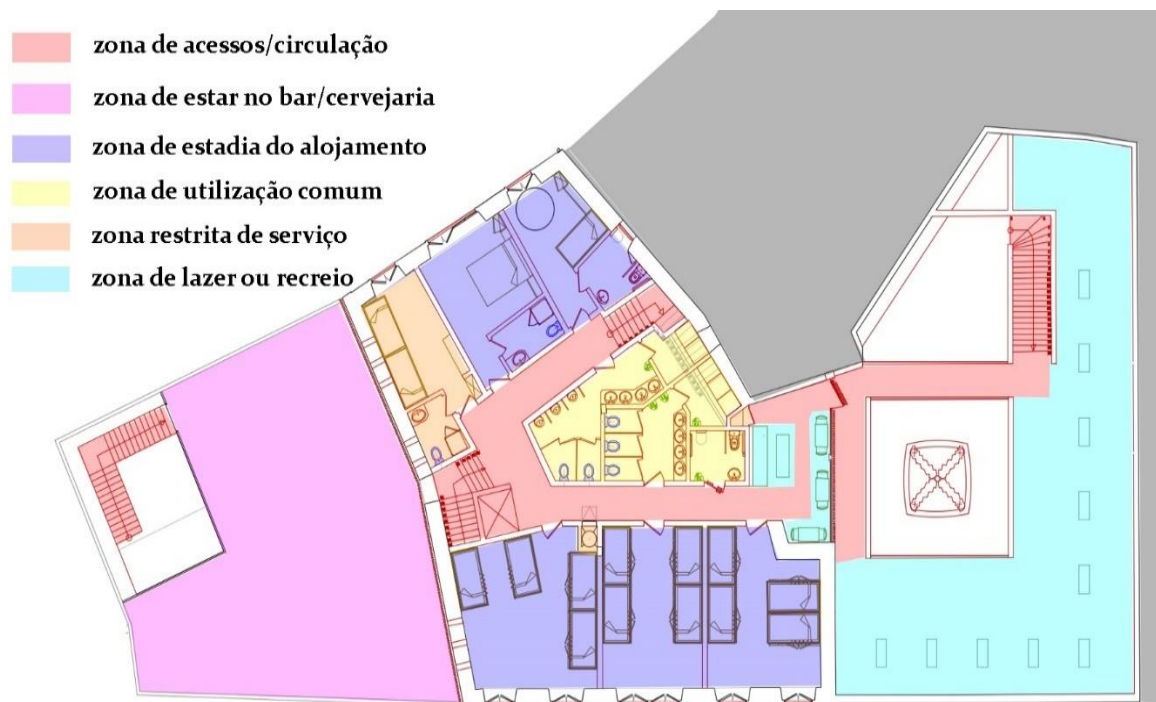 zona de acessos/circulação
zona de estar no bar/cervejaria
zona de estadia do alojamento
zona de utilização comum
zona restrita de serviço
zona de lazer ou recreio